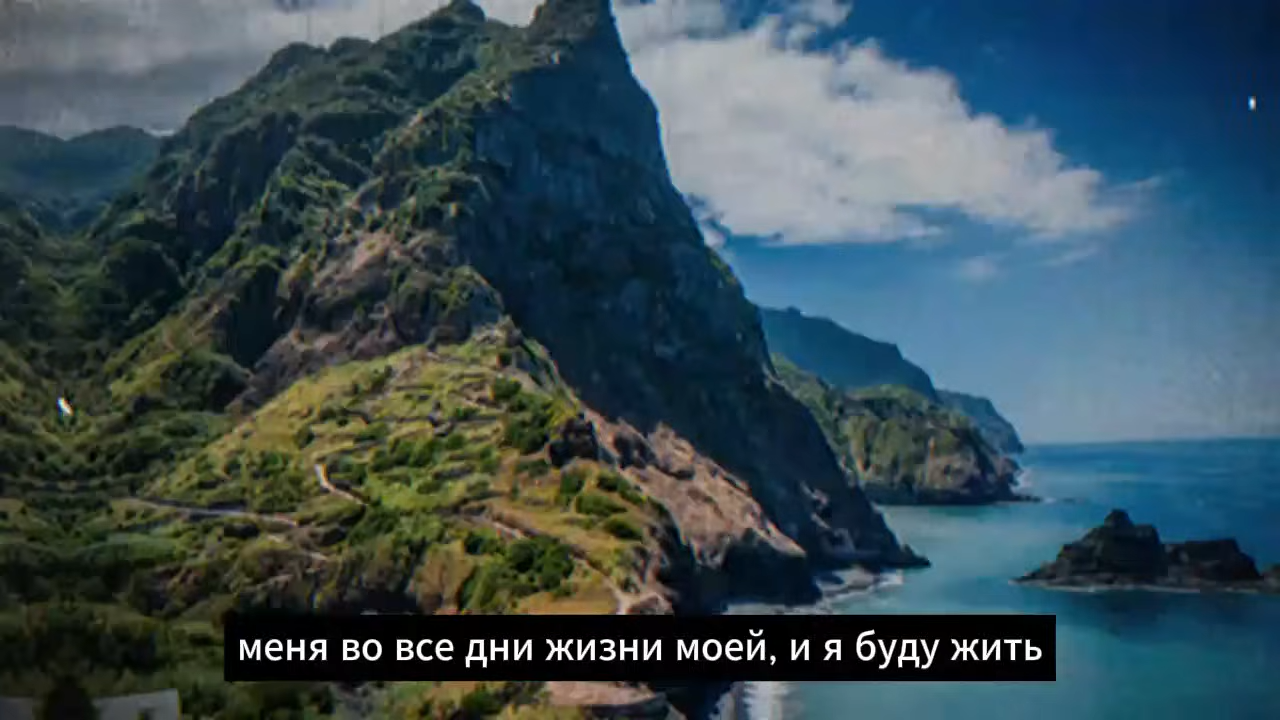 меня во все дни жизни моей, и я буду жить